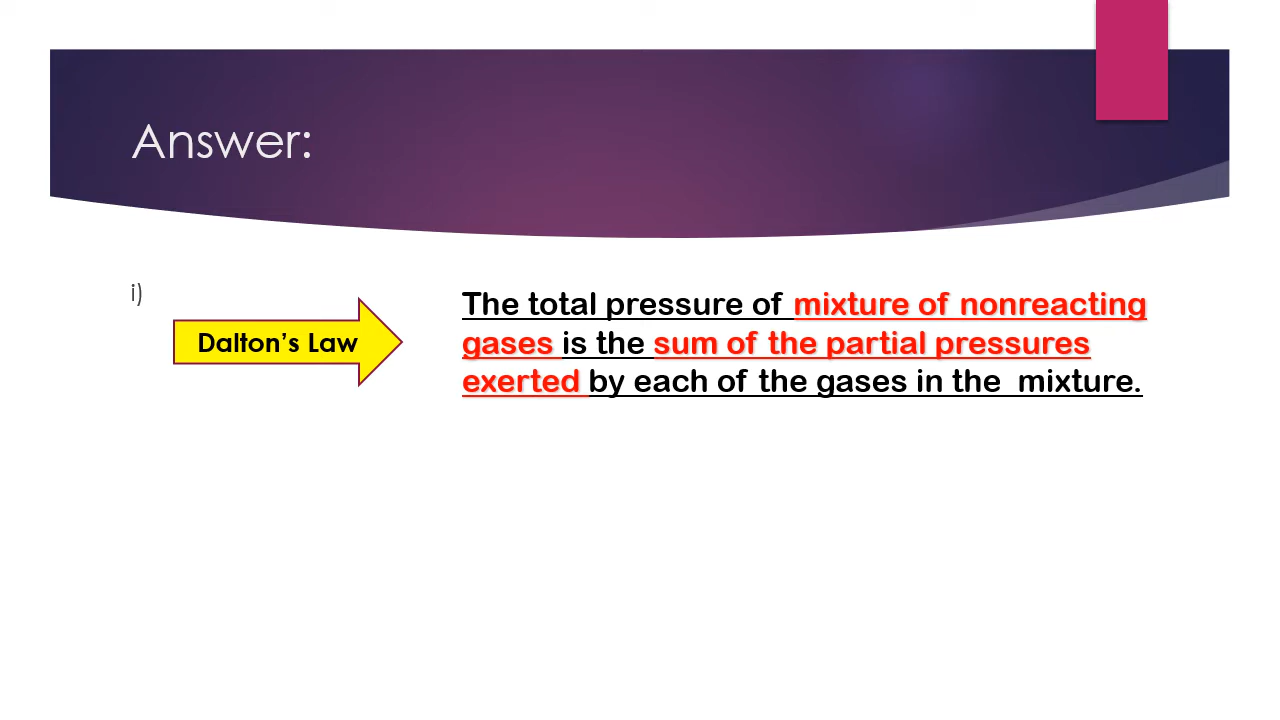 Answer:
i)
Dalton’s Law
The total pressure of mixture of nonreacting
gases is the sum of the partial pressures
exerted by each of the gases in the  mixture.